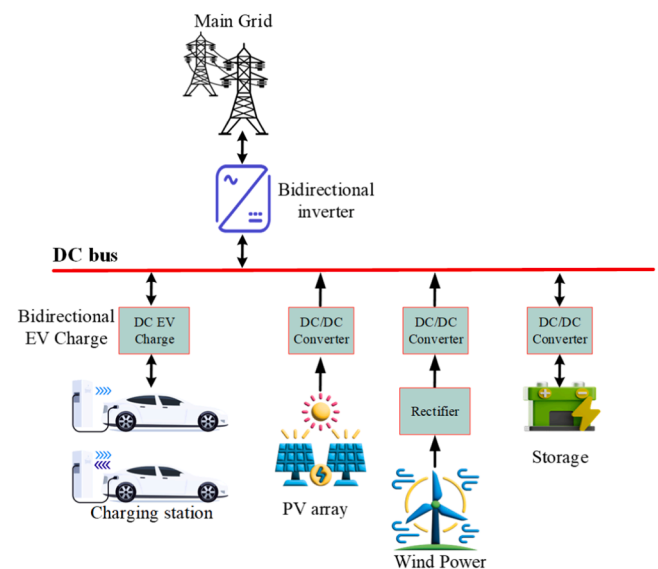 Main Grid
Bidirectional
inverter
DC bus
Bidirectional
EV Charge
DC EV
Charge
DC/DC
Converter
DC/DC
Converter
DC/DC
Converter
Rectifier
Charging station
PV array
Wind Power
Storage